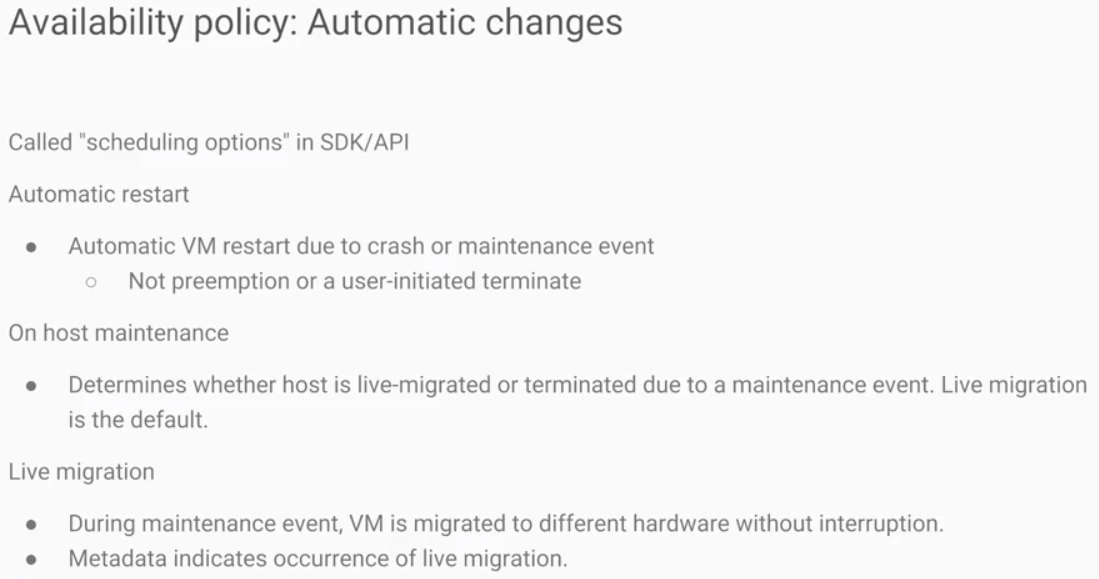 Availability policy: Automatic changes
Called "scheduling options" in SDK/API
Automatic restart
● Automatic VM restart due to crash or maintenance event
○ Not preemption or a user-initiated terminate
On host maintenance
● Determines whether host is live-migrated or terminated due to a maintenance event. Live migration
is the default.
Live migration
● During maintenance event, VM is migrated to different hardware without interruption.
● Metadata indicates occurrence of live migration.